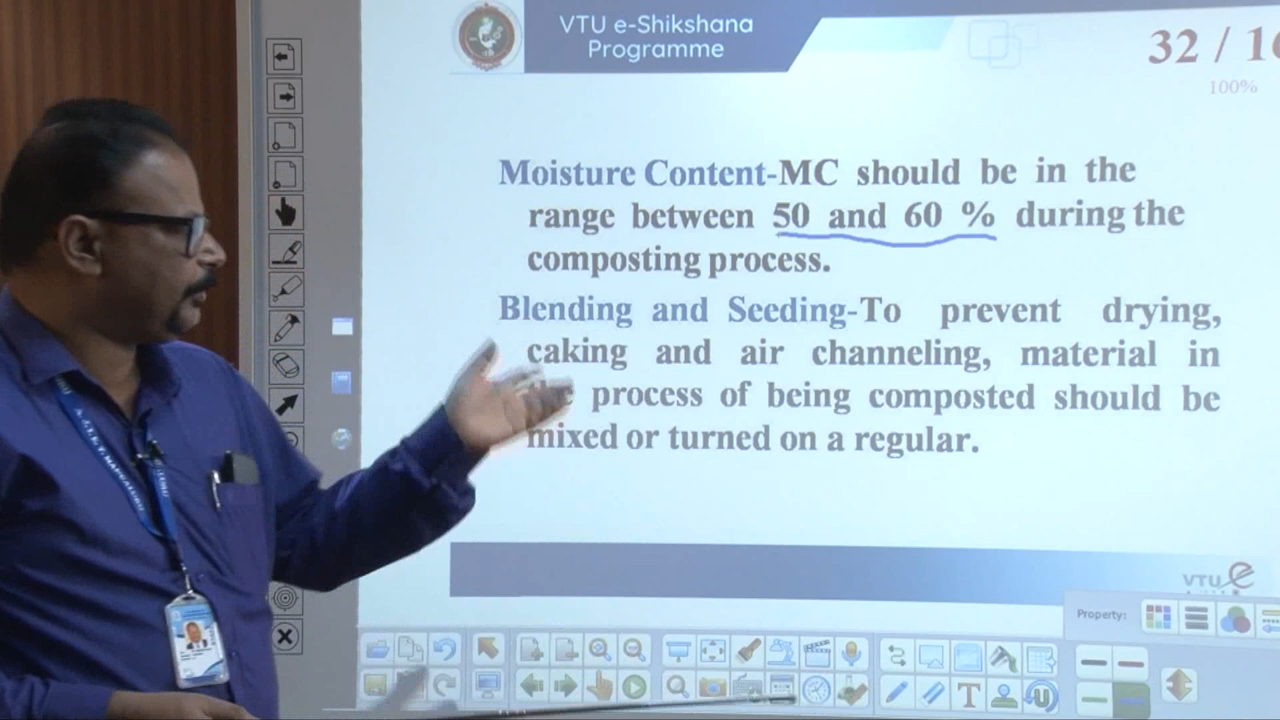 VTU e-Shikshana
Programme
32 /
100%
Moisture Content-MC should be in the
range between 50 and 60 % during the
composting process.
Blending and Seeding-To prevent drying,
caking and air channeling, material in
process of being composted should be
mixed or turned on a regular.
VTU e
Property: